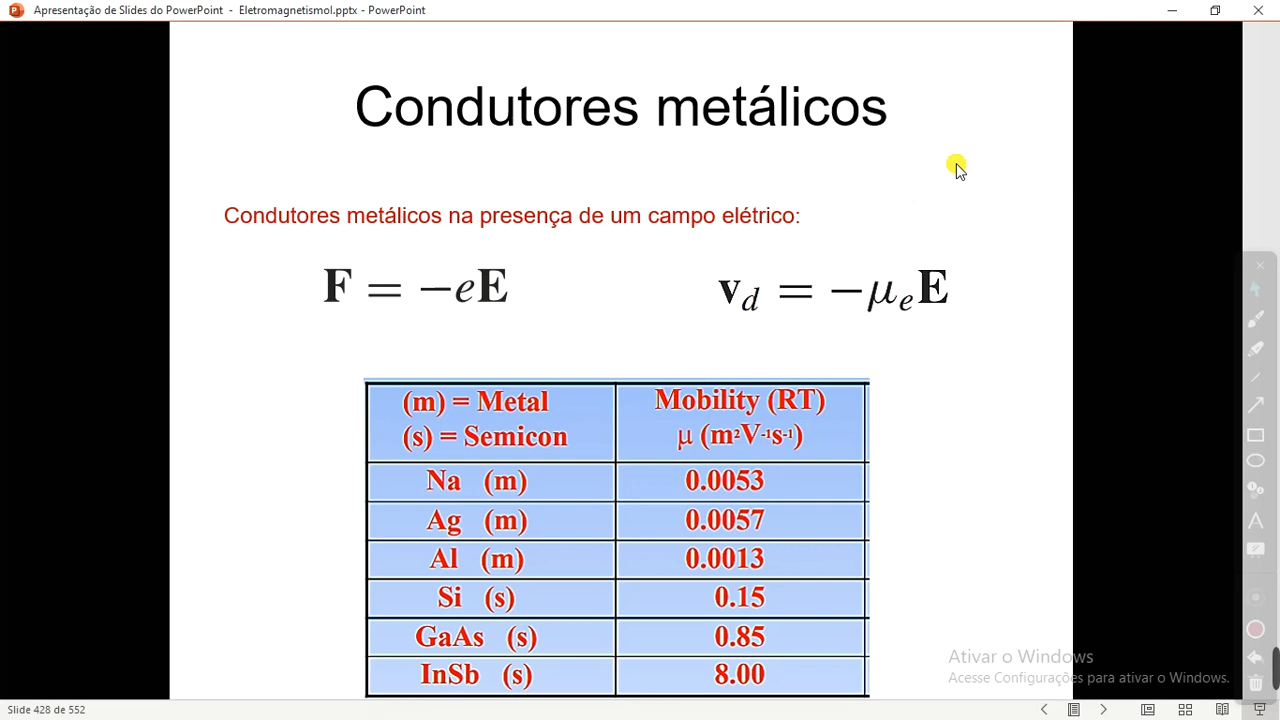 Apresentação de Slides do PowerPoint - Eletromagnetismol.pptx - PowerPoint
Condutores metálicos
Condutores metálicos na presença de um campo elétrico:
F = −eE
v_d = −μ_e E
(m) = Metal
(s) = Semicon
Mobility (RT)
μ (m²V⁻¹s⁻¹)
Na (m) 0.0053
Ag (m) 0.0057
Al (m) 0.0013
Si (s) 0.15
GaAs (s) 0.85
InSb (s) 8.00
Ativar o Windows
Acesse Configurações para ativar o Windows.
Slide 428 de 552